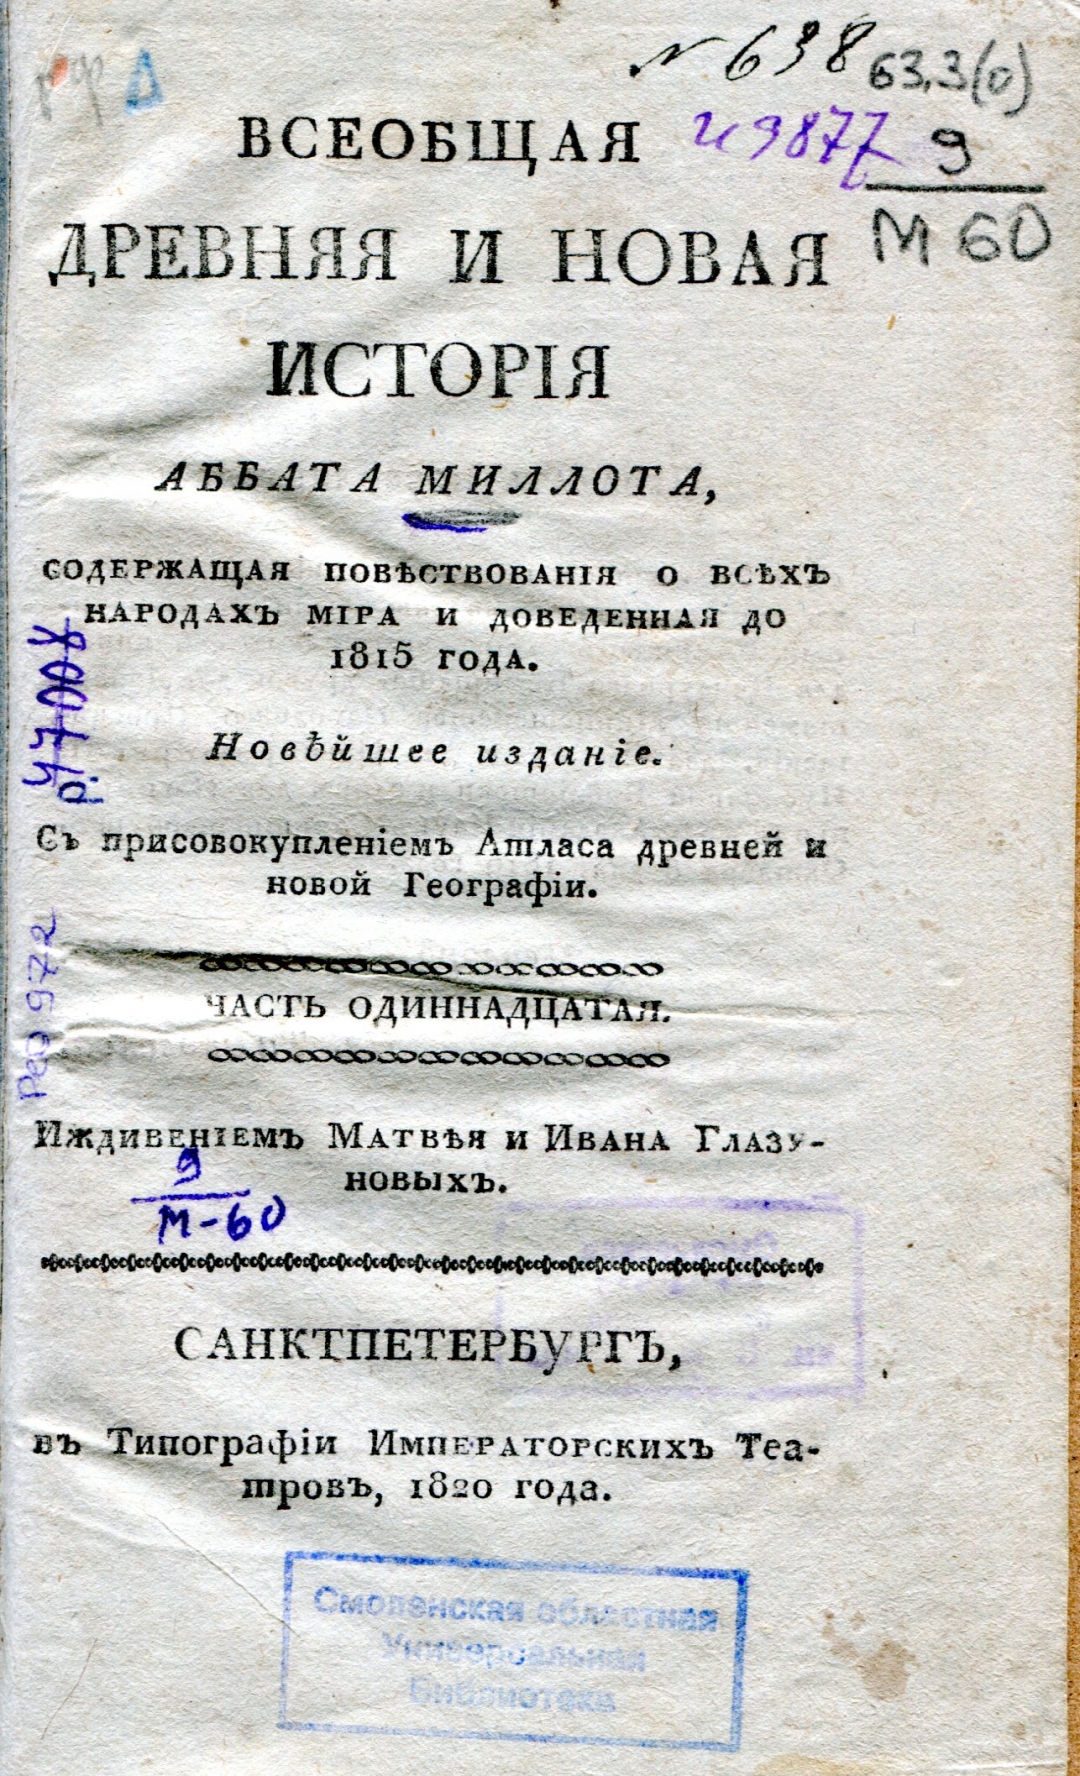 № 638
63.3(0)
и 9877
9
М 60
ВСЕОБЩАЯ
ДРЕВНЯЯ И НОВАЯ
ИСТОРІЯ
АББАТА МИЛЛОТА,
СОДЕРЖАЩАЯ ПОВѢСТВОВАНІЯ О ВСѢХЪ
НАРОДАХЪ МІРА И ДОВЕДЕННАЯ ДО
1815 ГОДА.
Новѣйшее изданіе.
Съ присовокупленіемъ Атласа древней и
новой Географіи.
ЧАСТЬ ОДИННАДЦАТАЯ.
Иждивеніемъ Матвѣя и Ивана Глазу-
новыхъ.
9
М-60
САНКТПЕТЕРБУРГЪ,
въ Типографіи Императорскихъ Теа-
тровъ, 1820 года.
Смоленская областная
Универсальная
Библиотека